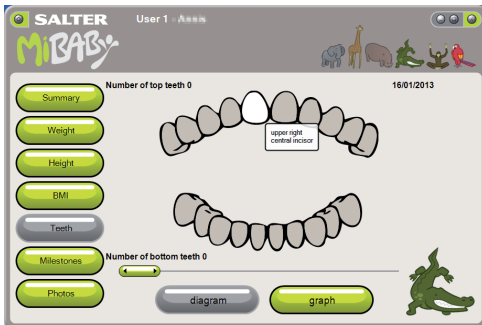 SALTER
User 1 -
MiBABy
Number of top teeth 0
16/01/2013
Summary
Weight
Height
BMI
Teeth
Milestones
Photos
upper right
central incisor
Number of bottom teeth 0
diagram
graph